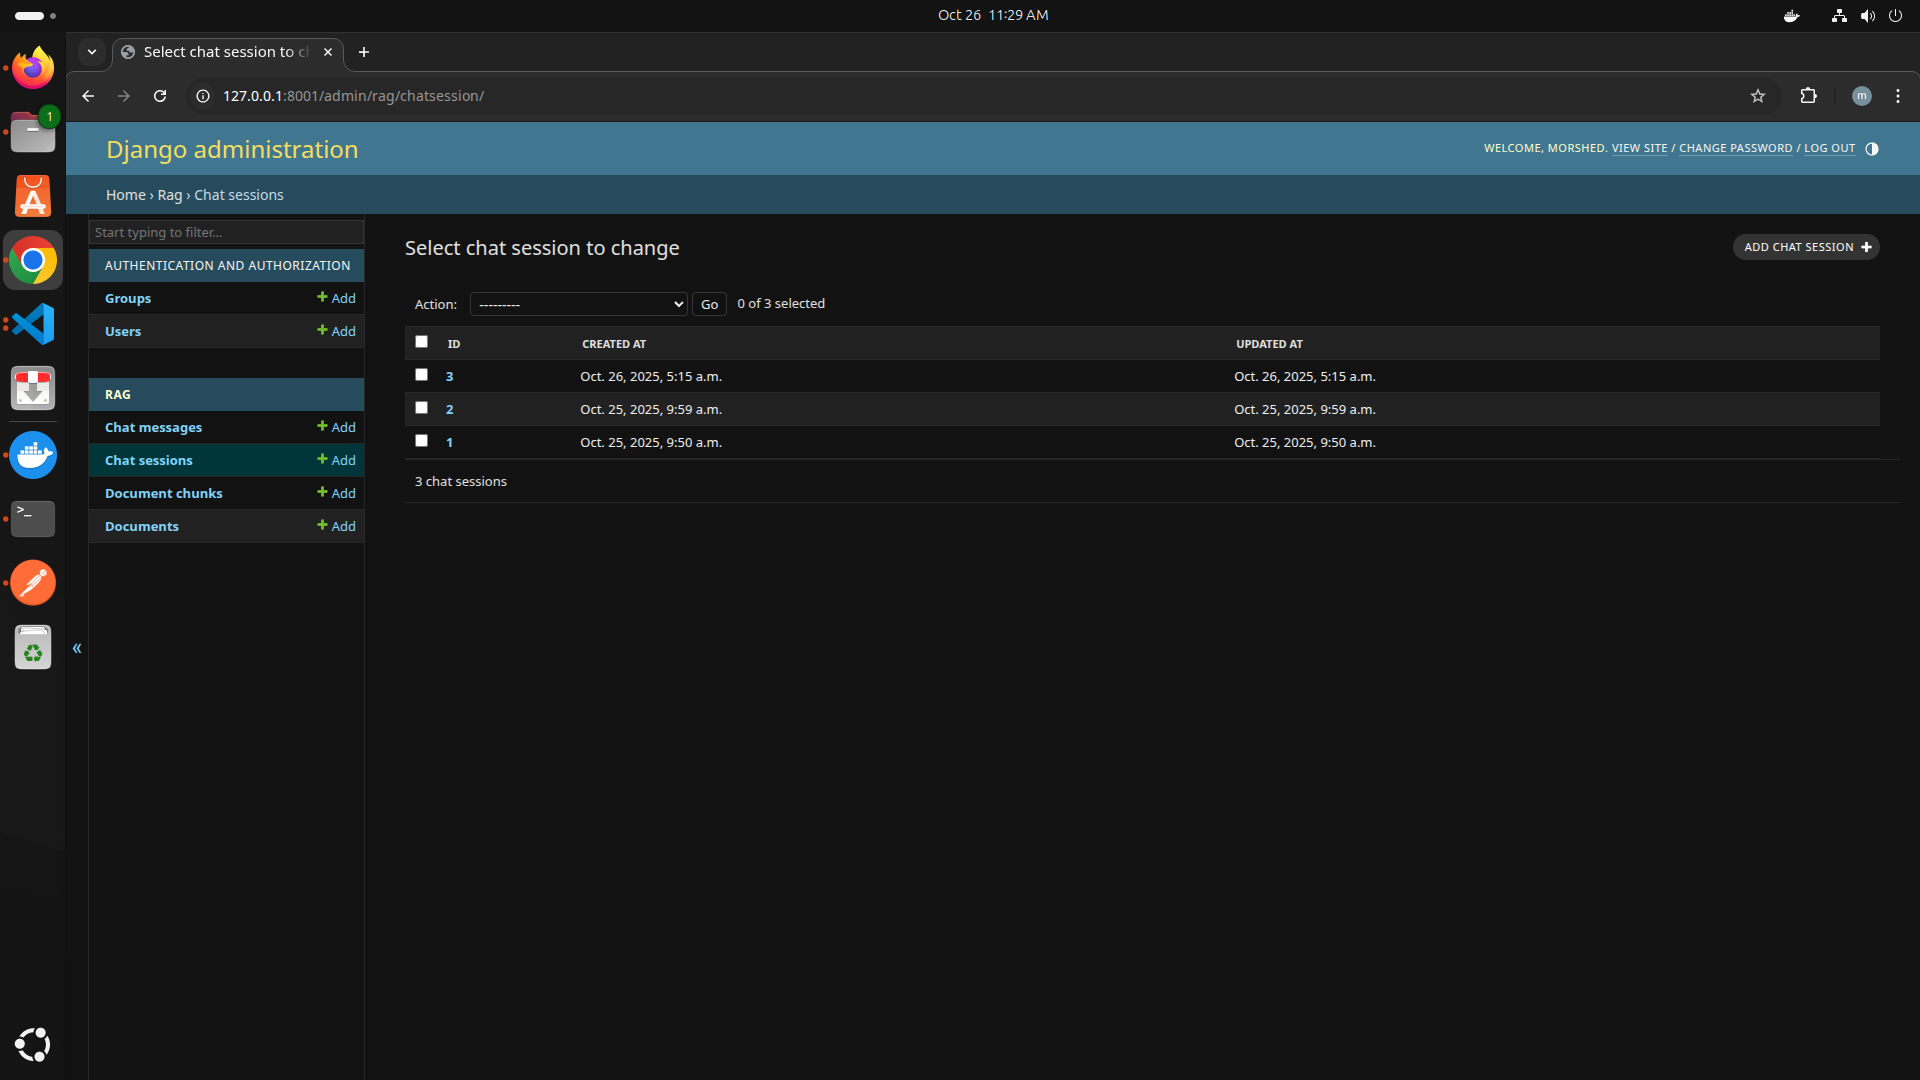 Oct 26 11:29 AM
Select chat session to ch
127.0.0.1:8001/admin/rag/chatsession/
m
1
Django administration
WELCOME, MORSHED. VIEW SITE / CHANGE PASSWORD / LOG OUT
Home › Rag › Chat sessions
Start typing to filter...
AUTHENTICATION AND AUTHORIZATION
Groups + Add
Users + Add
RAG
Chat messages + Add
Chat sessions + Add
Document chunks + Add
Documents + Add
«
Select chat session to change
ADD CHAT SESSION +
Action: --------- Go 0 of 3 selected
ID CREATED AT UPDATED AT
3 Oct. 26, 2025, 5:15 a.m. Oct. 26, 2025, 5:15 a.m.
2 Oct. 25, 2025, 9:59 a.m. Oct. 25, 2025, 9:59 a.m.
1 Oct. 25, 2025, 9:50 a.m. Oct. 25, 2025, 9:50 a.m.
3 chat sessions